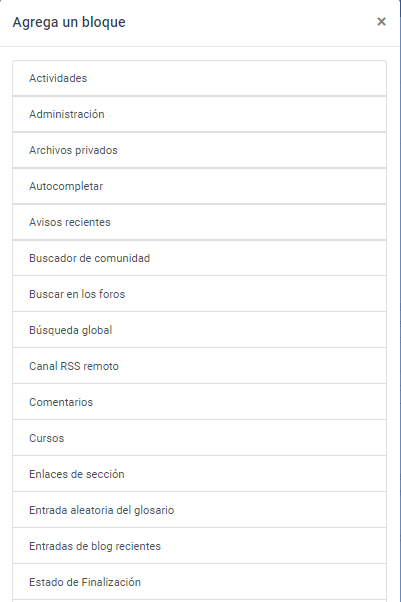 Agrega un bloque ×
Actividades
Administración
Archivos privados
Autocompletar
Avisos recientes
Buscador de comunidad
Buscar en los foros
Búsqueda global
Canal RSS remoto
Comentarios
Cursos
Enlaces de sección
Entrada aleatoria del glosario
Entradas de blog recientes
Estado de Finalización